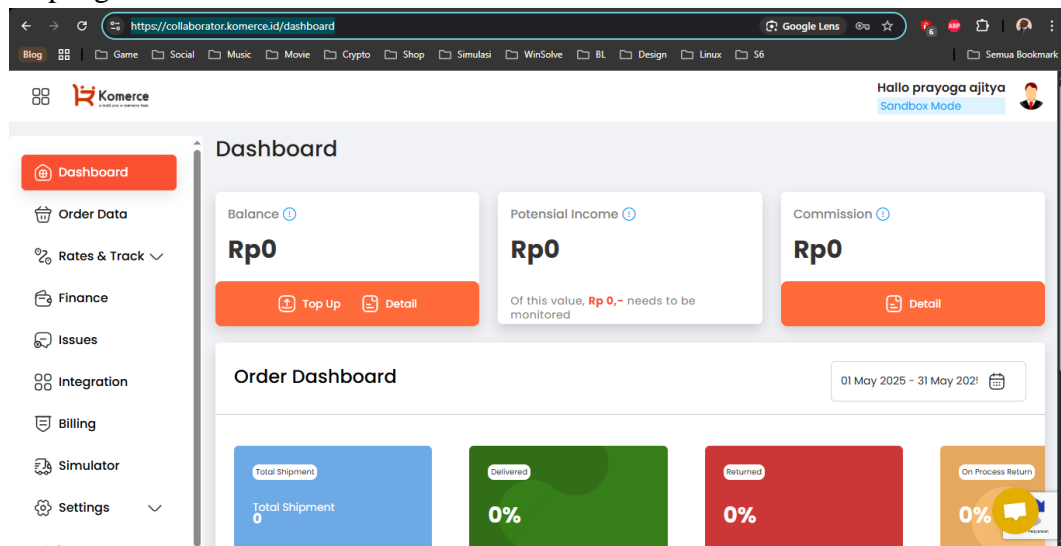 https://collaborator.komerce.id/dashboard
Google Lens
6
ABP
Blog
Game
Social
Music
Movie
Crypto
Shop
Simulasi
WinSolve
BL
Design
Linux
S6
Semua Bookmark
Komerce
Hallo prayoga ajitya
Sandbox Mode
Dashboard
Order Data
Rates & Track
Finance
Issues
Integration
Billing
Simulator
Settings
Dashboard
Balance
Rp0
Top Up
Detail
Potensial Income
Rp0
Of this value, Rp 0,- needs to be
monitored
Commission
Rp0
Detail
Order Dashboard
01 May 2025 - 31 May 202
Total Shipment
Total Shipment
0
Delivered
0%
Returned
0%
On Process Return
0%